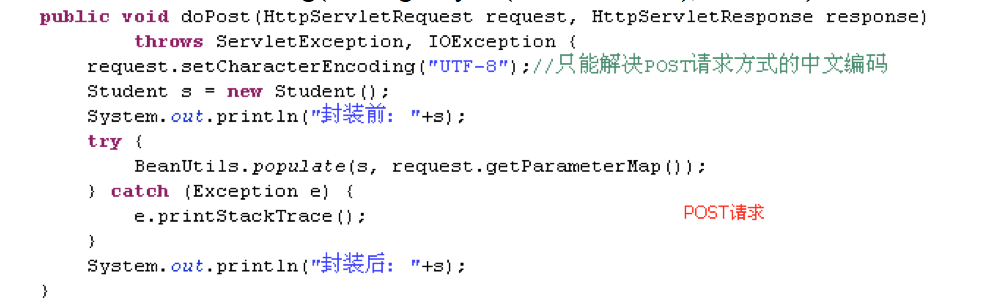 public void doPost(HttpServletRequest request, HttpServletResponse response)
throws ServletException, IOException {
request.setCharacterEncoding("UTF-8");//只能解决POST请求方式的中文编码
Student s = new Student();
System.out.println("封装前: "+s);
try {
BeanUtils.populate(s, request.getParameterMap());
} catch (Exception e) {
e.printStackTrace();
POST请求
}
System.out.println("封装后: "+s);
}